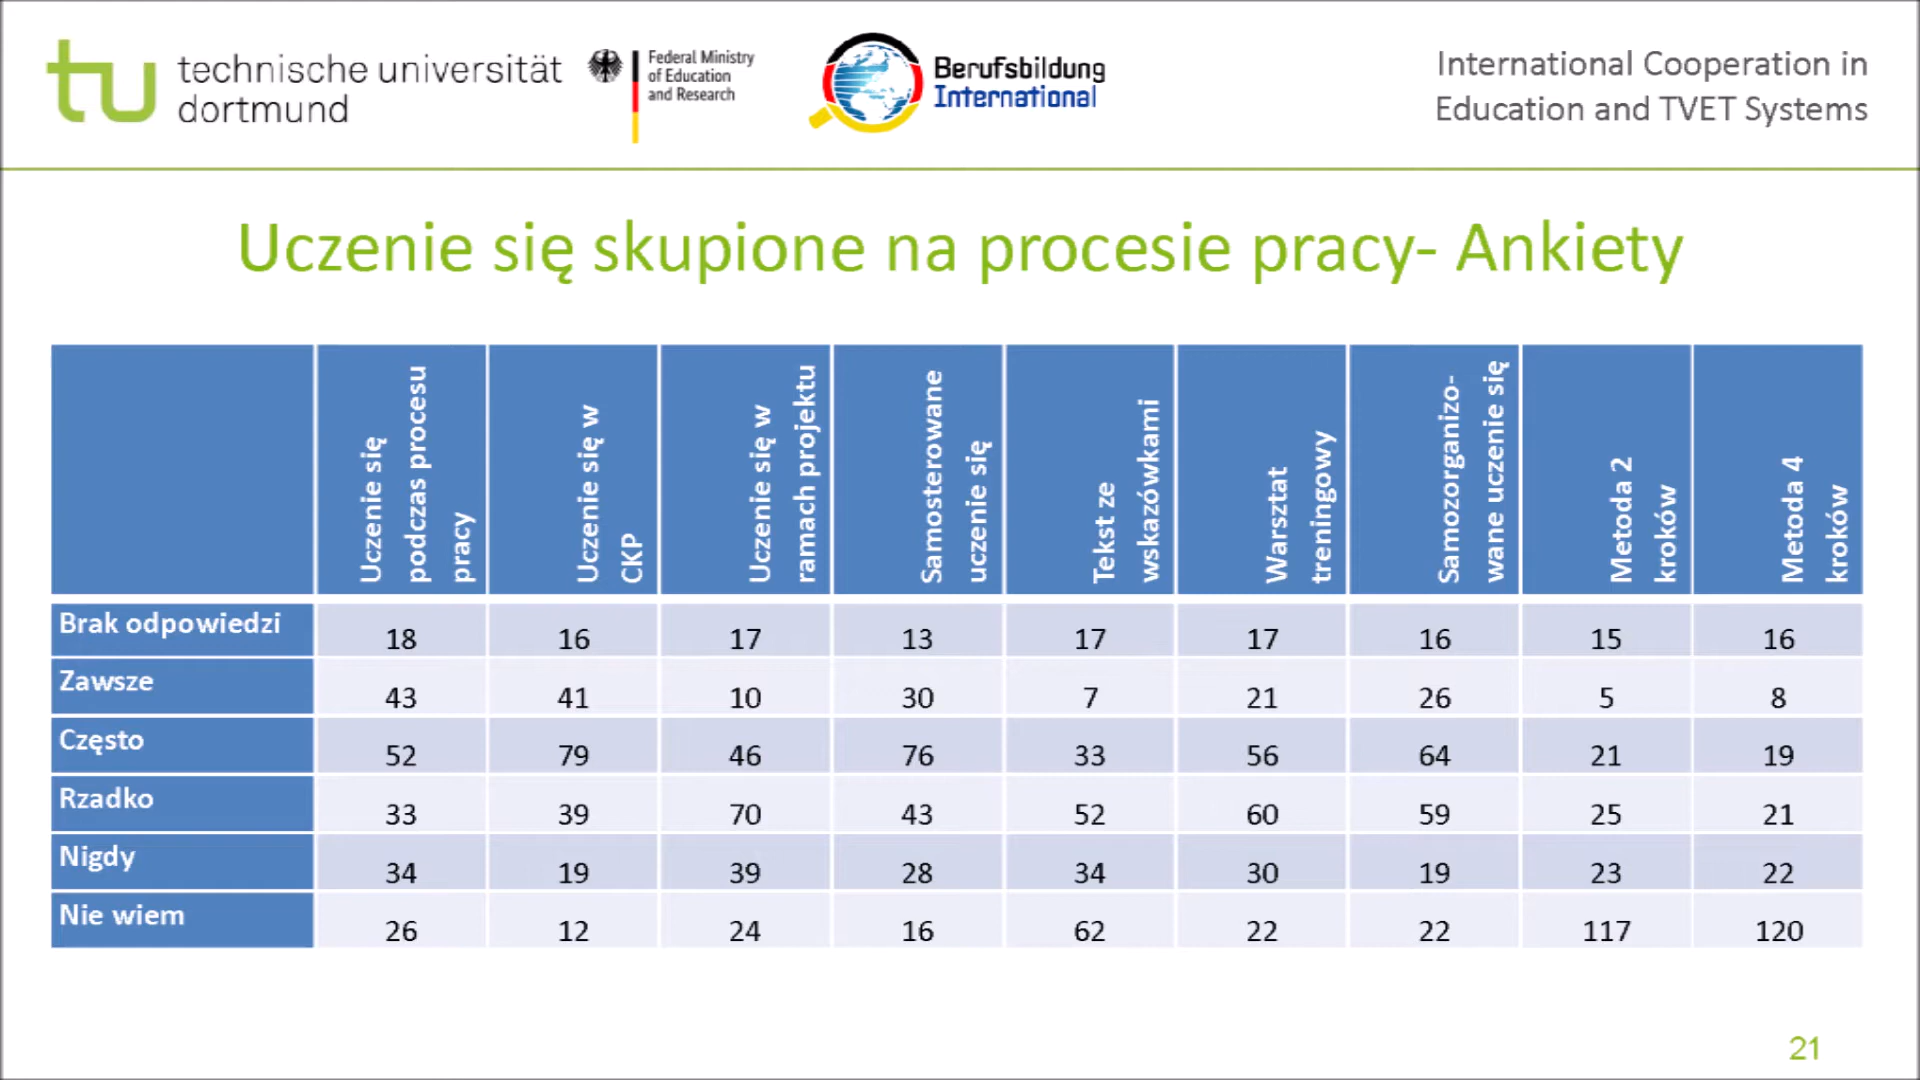 tu technische universität
dortmund
Federal Ministry
of Education
and Research
Berufsbildung
International
International Cooperation in
Education and TVET Systems
Uczenie się skupione na procesie pracy- Ankiety
Uczenie się
podczas procesu
pracy
Uczenie się w
CKP
Uczenie się w
ramach projektu
Samosterowane
uczenie się
Tekst ze
wskazówkami
Warsztat
treningowy
Samozorganizo-
wane uczenie się
Metoda 2
kroków
Metoda 4
kroków
Brak odpowiedzi 18 16 17 13 17 17 16 15 16
Zawsze 43 41 10 30 7 21 26 5 8
Często 52 79 46 76 33 56 64 21 19
Rzadko 33 39 70 43 52 60 59 25 21
Nigdy 34 19 39 28 34 30 19 23 22
Nie wiem 26 12 24 16 62 22 22 117 120
21